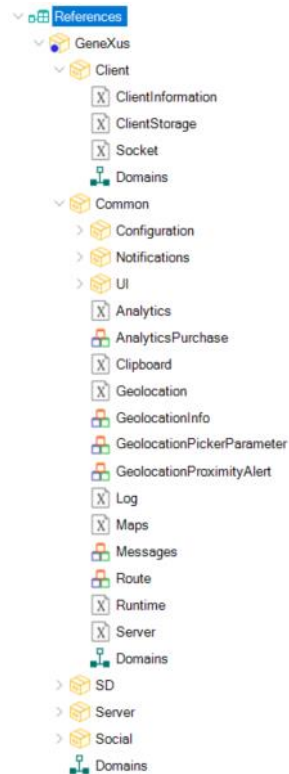 References
GeneXus
Client
ClientInformation
ClientStorage
Socket
Domains
Common
Configuration
Notifications
UI
Analytics
AnalyticsPurchase
Clipboard
Geolocation
GeolocationInfo
GeolocationPickerParameter
GeolocationProximityAlert
Log
Maps
Messages
Route
Runtime
Server
Domains
SD
Server
Social
Domains